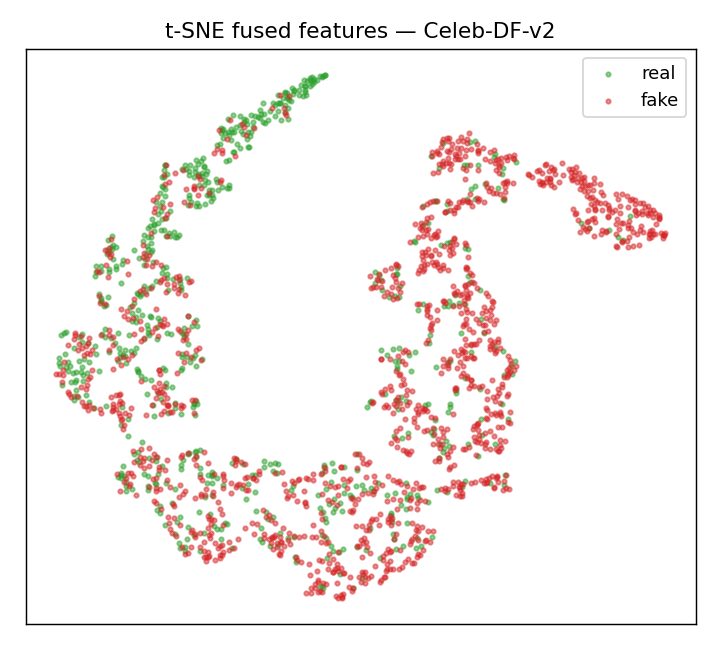 t-SNE fused features — Celeb-DF-v2
real
fake